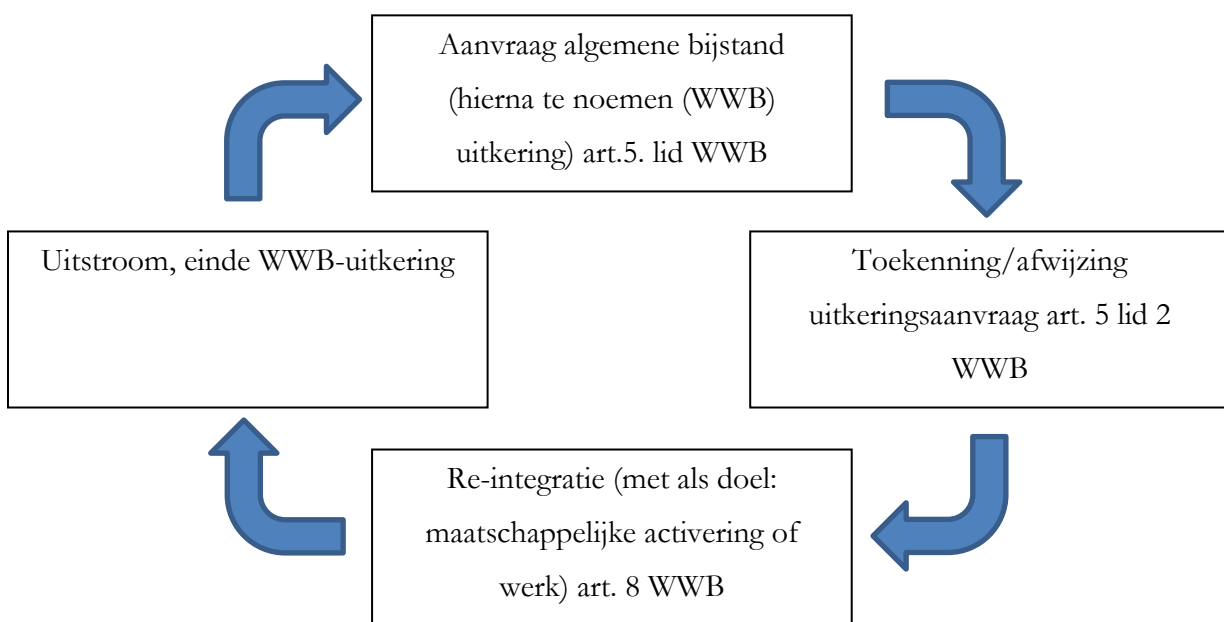 Aanvraag algemene bijstand
(hierna te noemen (WWB)
uitkering) art.5. lid WWB
Uitstroom, einde WWB-uitkering
Toekenning/afwijzing
uitkeringsaanvraag art. 5 lid 2
WWB
Re-integratie (met als doel:
maatschappelijke activering of
werk) art. 8 WWB